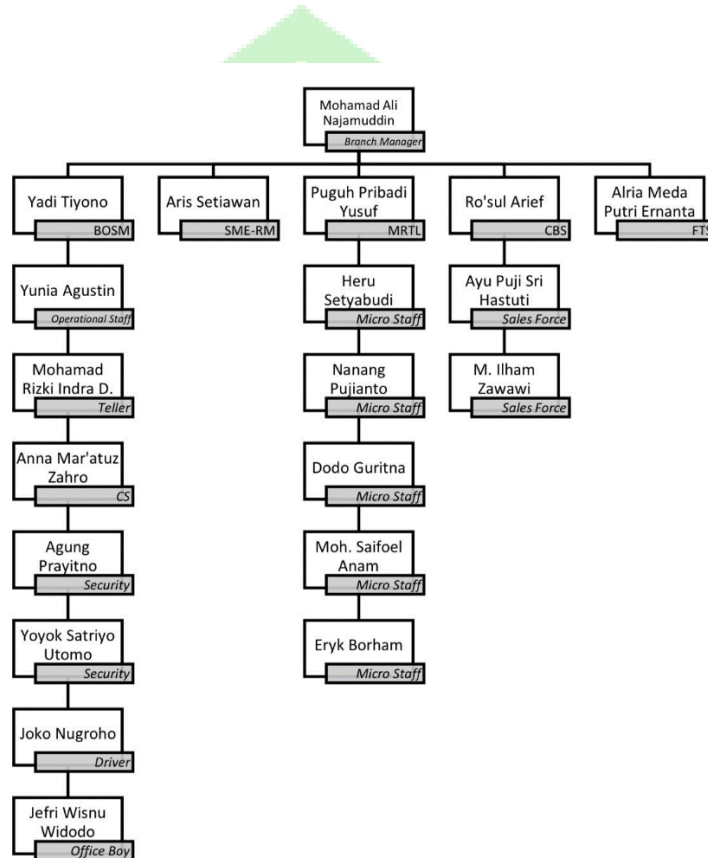 Mohamad Ali
Najamuddin
Branch Manager
Yadi Tiyono
BOSM
Aris Setiawan
SME-RM
Puguh Pribadi
Yusuf
MRTL
Ro'sul Arief
CBS
Alria Meda
Putri Ernanta
FTS
Yunia Agustin
Operational Staff
Heru
Setyabudi
Micro Staff
Ayu Puji Sri
Hastuti
Sales Force
Mohamad
Rizki Indra D.
Teller
Nanang
Pujianto
Micro Staff
M. Ilham
Zawawi
Sales Force
Anna Mar'atuz
Zahro
CS
Dodo Guritna
Micro Staff
Agung
Prayitno
Security
Moh. Saifoel
Anam
Micro Staff
Yoyok Satriyo
Utomo
Security
Eryk Borham
Micro Staff
Joko Nugroho
Driver
Jefri Wisnu
Widodo
Office Boy